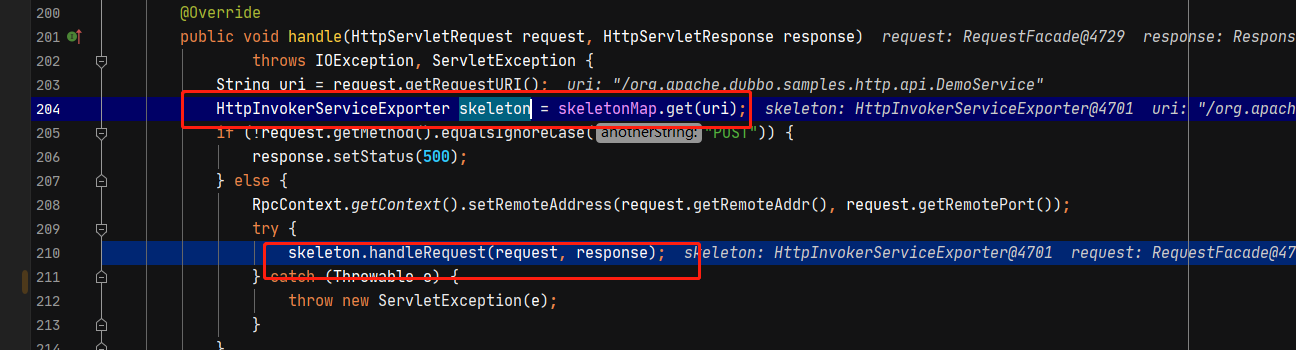 200 @Override
201 public void handle(HttpServletRequest request, HttpServletResponse response) request: RequestFacade@4729 response: Respons
202 throws IOException, ServletException {
203 String uri = request.getRequestURI(); uri: "/org.apache.dubbo.samples.http.api.DemoService"
204 HttpInvokerServiceExporter skeleton = skeletonMap.get(uri); skeleton: HttpInvokerServiceExporter@4701 uri: "/org.apache
205 if (!request.getMethod().equalsIgnoreCase( anotherString: "POST")) {
206 response.setStatus(500);
207 } else {
208 RpcContext.getContext().setRemoteAddress(request.getRemoteAddr(), request.getRemotePort());
209 try {
210 skeleton.handleRequest(request, response); skeleton: HttpInvokerServiceExporter@4701 request: RequestFacade@47
211 } catch (Throwable e) {
212 throw new ServletException(e);
213 }
214 }